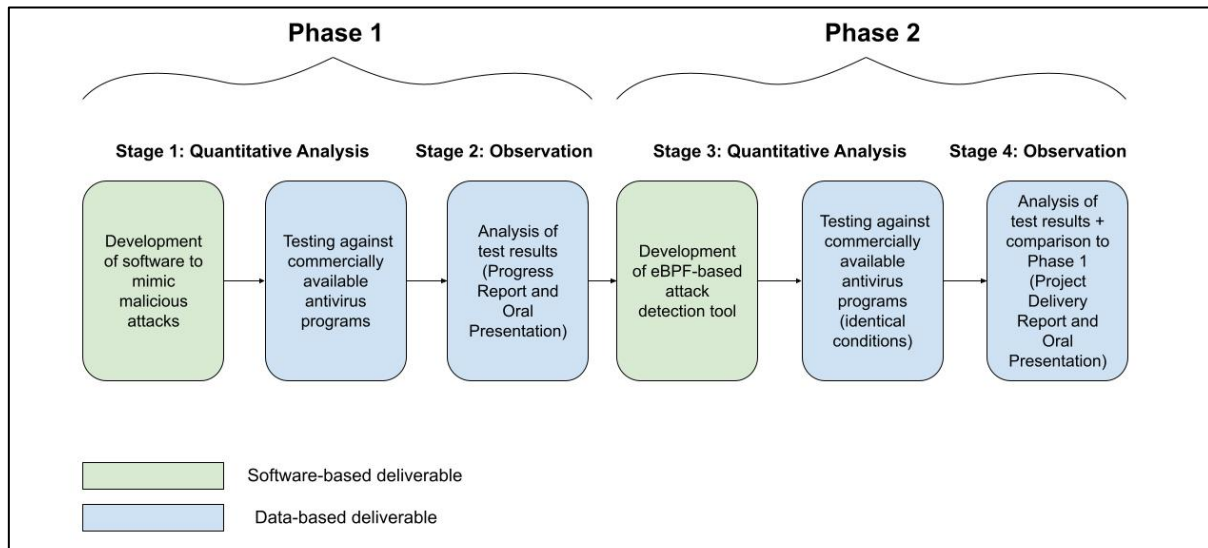 Phase 1
Phase 2
Stage 1: Quantitative Analysis
Stage 2: Observation
Stage 3: Quantitative Analysis
Stage 4: Observation
Development
of software to
mimic
malicious
attacks
Testing against
commercially
available
antivirus
programs
Analysis of
test results
(Progress
Report and
Oral
Presentation)
Development
of eBPF-based
attack
detection tool
Testing against
commercially
available
antivirus
programs
(identical
conditions)
Analysis of
test results +
comparison to
Phase 1
(Project
Delivery
Report and
Oral
Presentation)
Software-based deliverable
Data-based deliverable